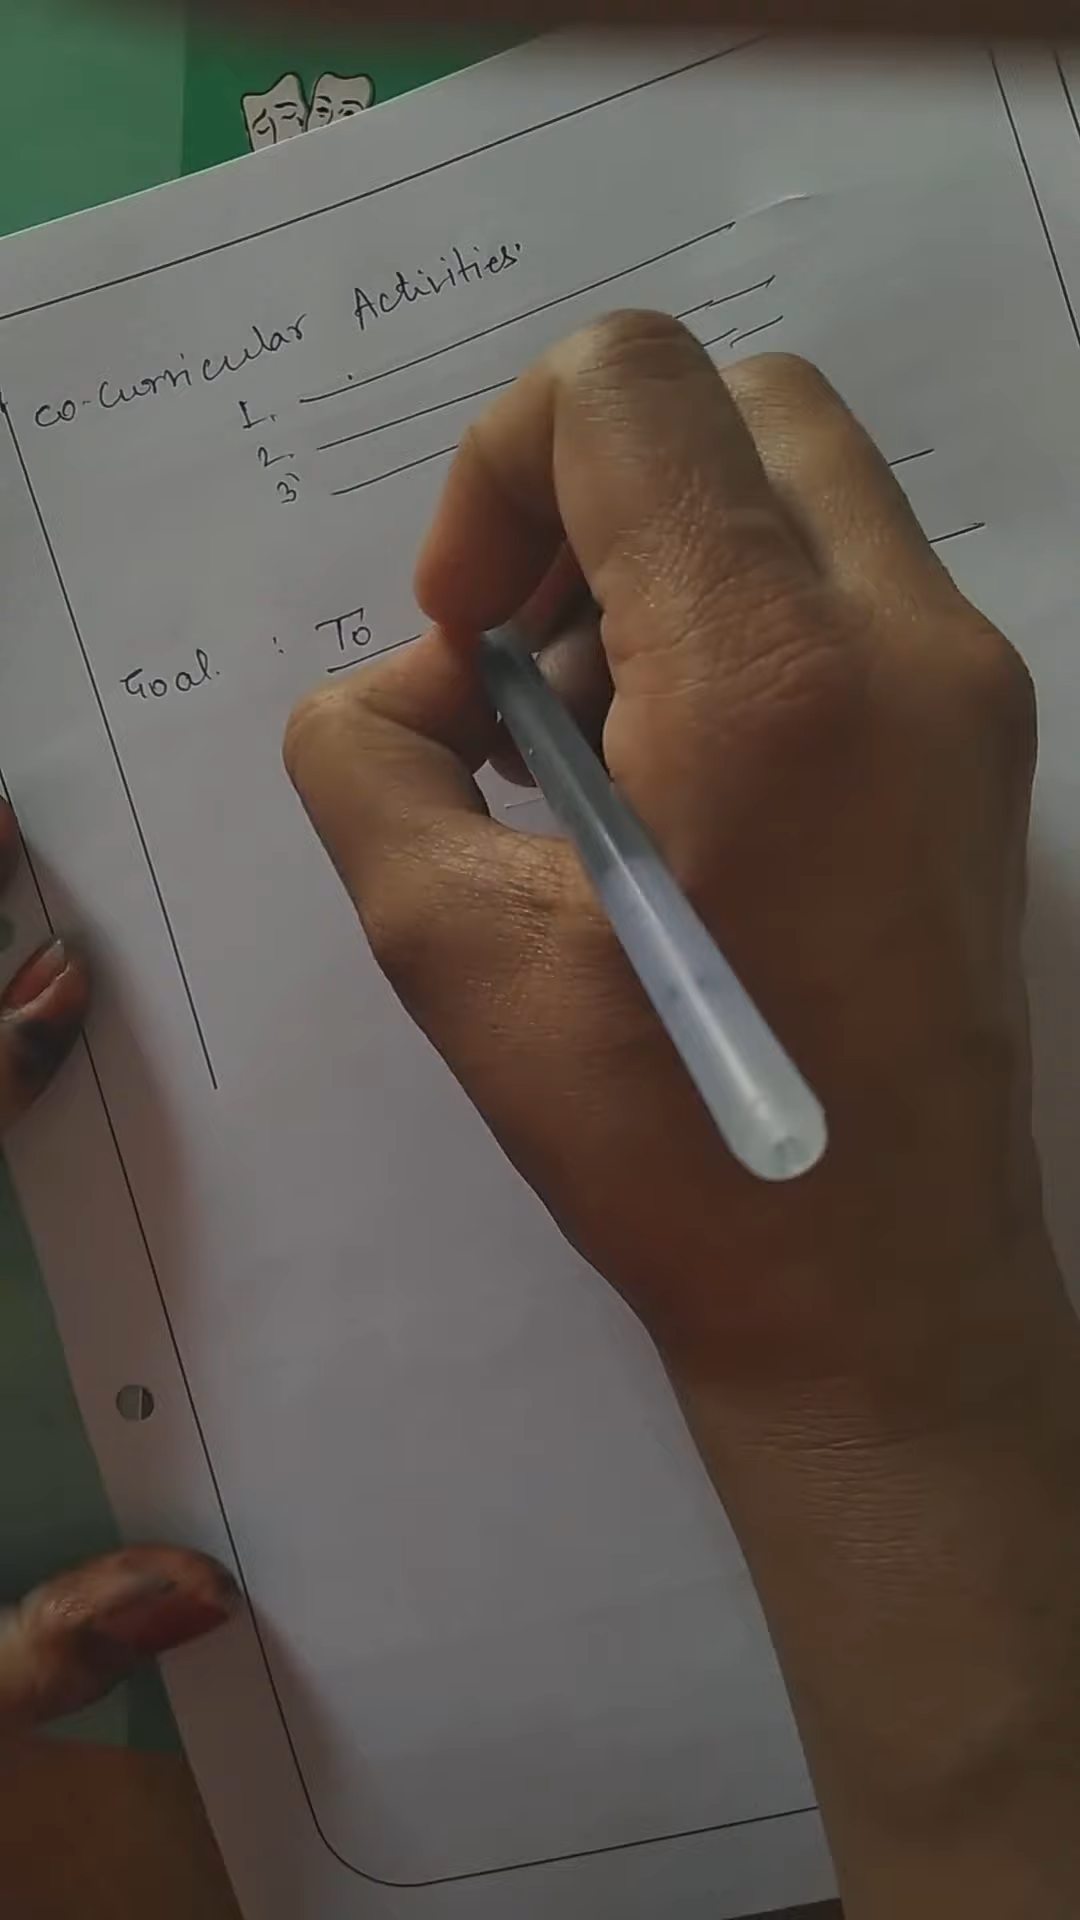 Co-Curricular Activities.
1.
2.
3
Goal. : To